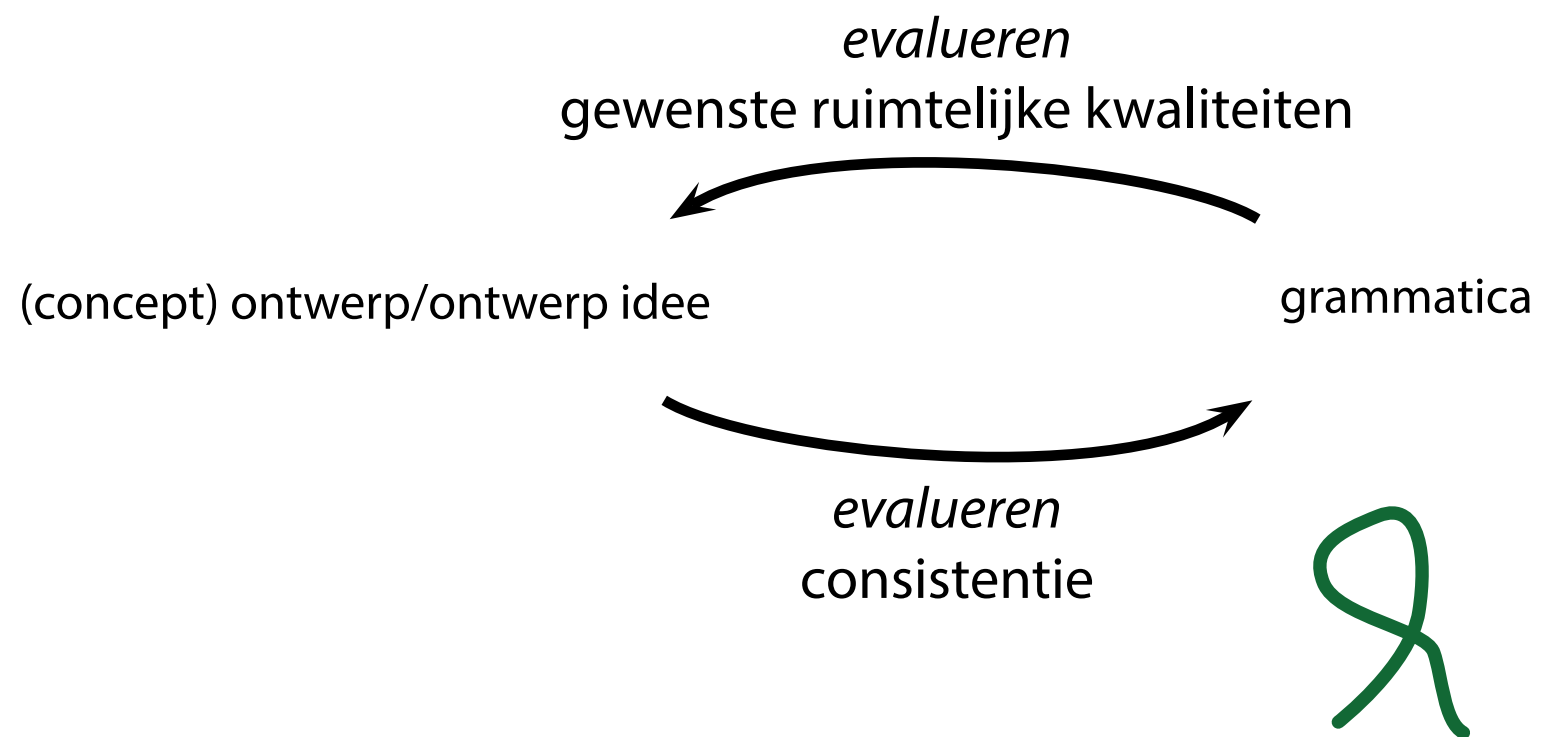 evalueren
gewenste ruimtelijke kwaliteiten
(concept) ontwerp/ontwerp idee
grammatica
evalueren
consistentie